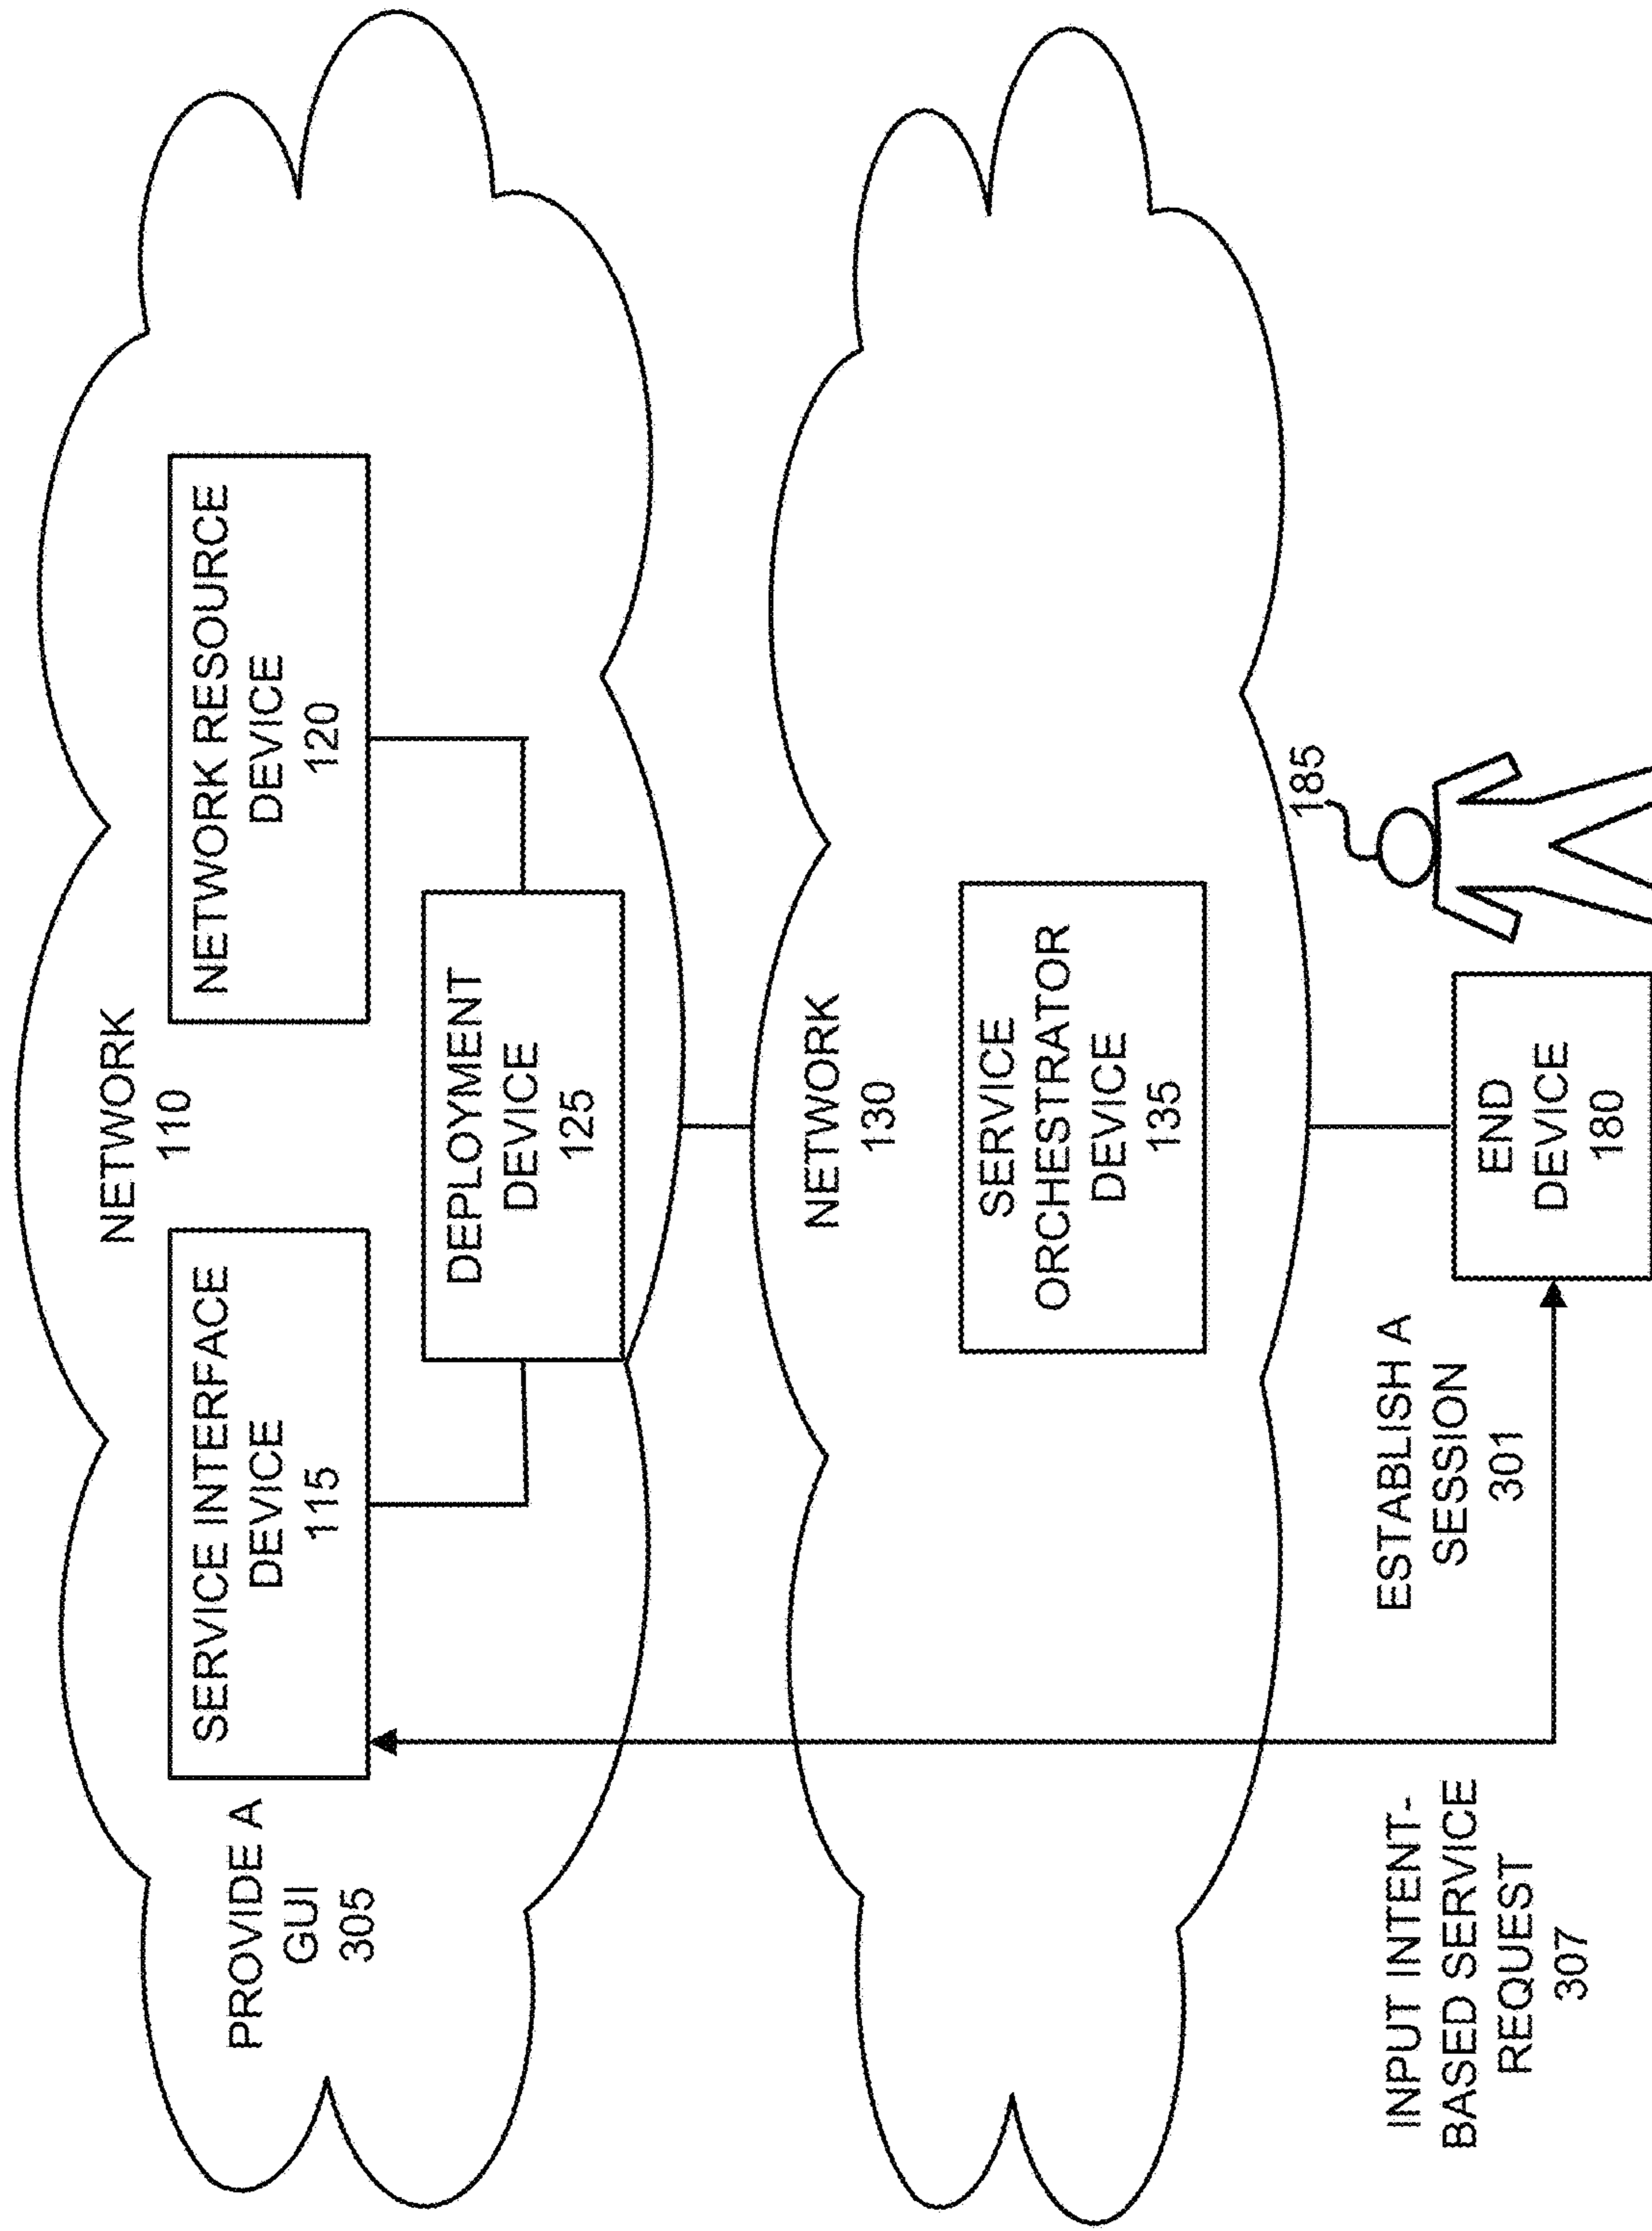 NETWORK
110
SERVICE INTERFACE
DEVICE
115
NETWORK RESOURCE
DEVICE
120
PROVIDE A
GUI
305
DEPLOYMENT
DEVICE
125
NETWORK
130
SERVICE
ORCHESTRATOR
DEVICE
135
185
ESTABLISH A
SESSION
301
END
DEVICE
180
INPUT INTENT-
BASED SERVICE
REQUEST
307